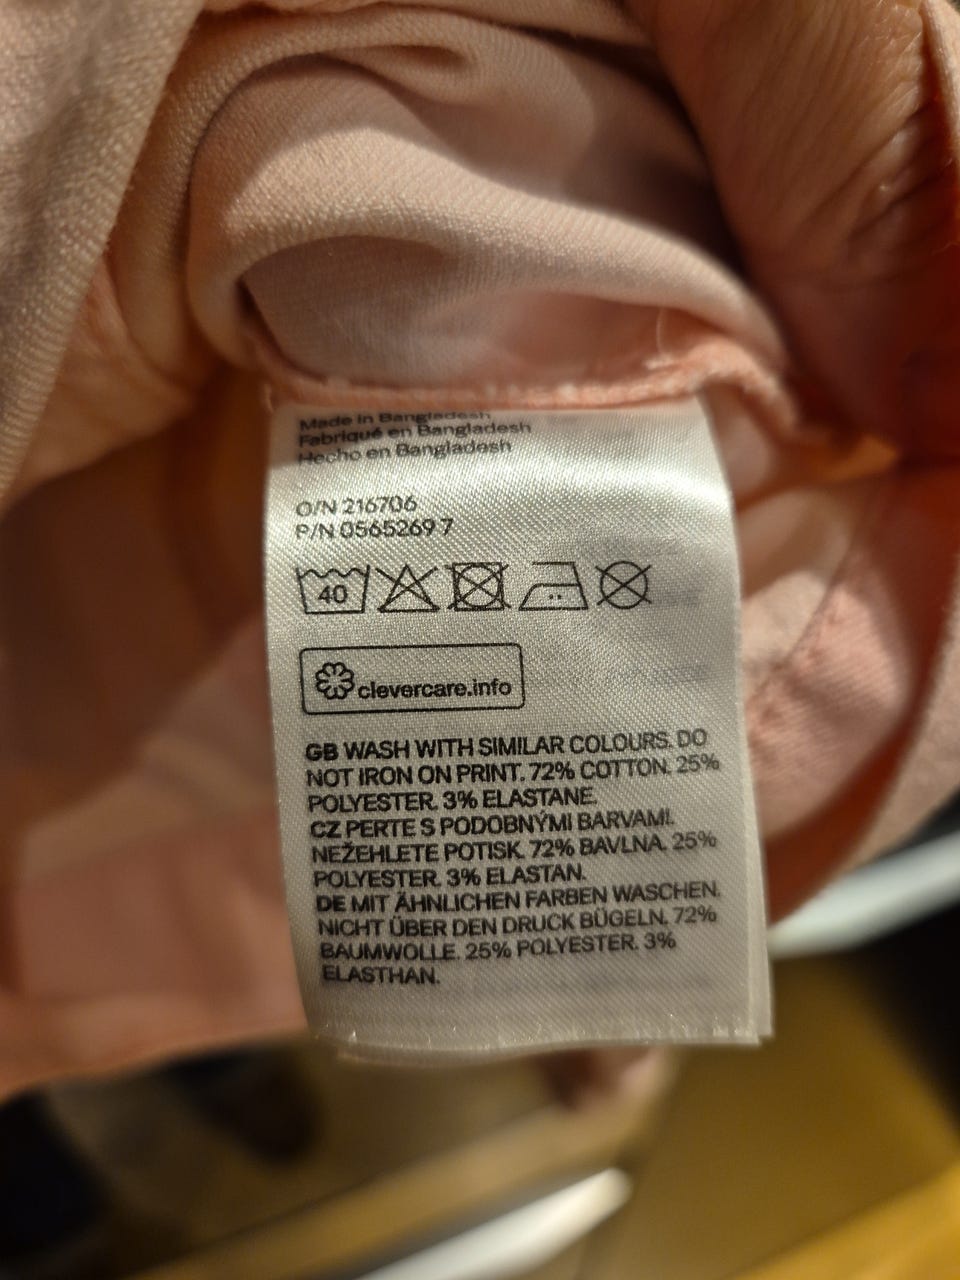 Made in Bangladesh
Fabriqué en Bangladesh
Hecho en Bangladesh
O/N 216706
P/N 0565269 7
40
clevercare.info
GB WASH WITH SIMILAR COLOURS. DO
NOT IRON ON PRINT. 72% COTTON. 25%
POLYESTER. 3% ELASTANE.
CZ PERTE S PODOBNÝMI BARVAMI.
NEŽEHLETE POTISK. 72% BAVLNA. 25%
POLYESTER. 3% ELASTAN.
DE MIT ÄHNLICHEN FARBEN WASCHEN.
NICHT ÜBER DEN DRUCK BÜGELN. 72%
BAUMWOLLE. 25% POLYESTER. 3%
ELASTHAN.